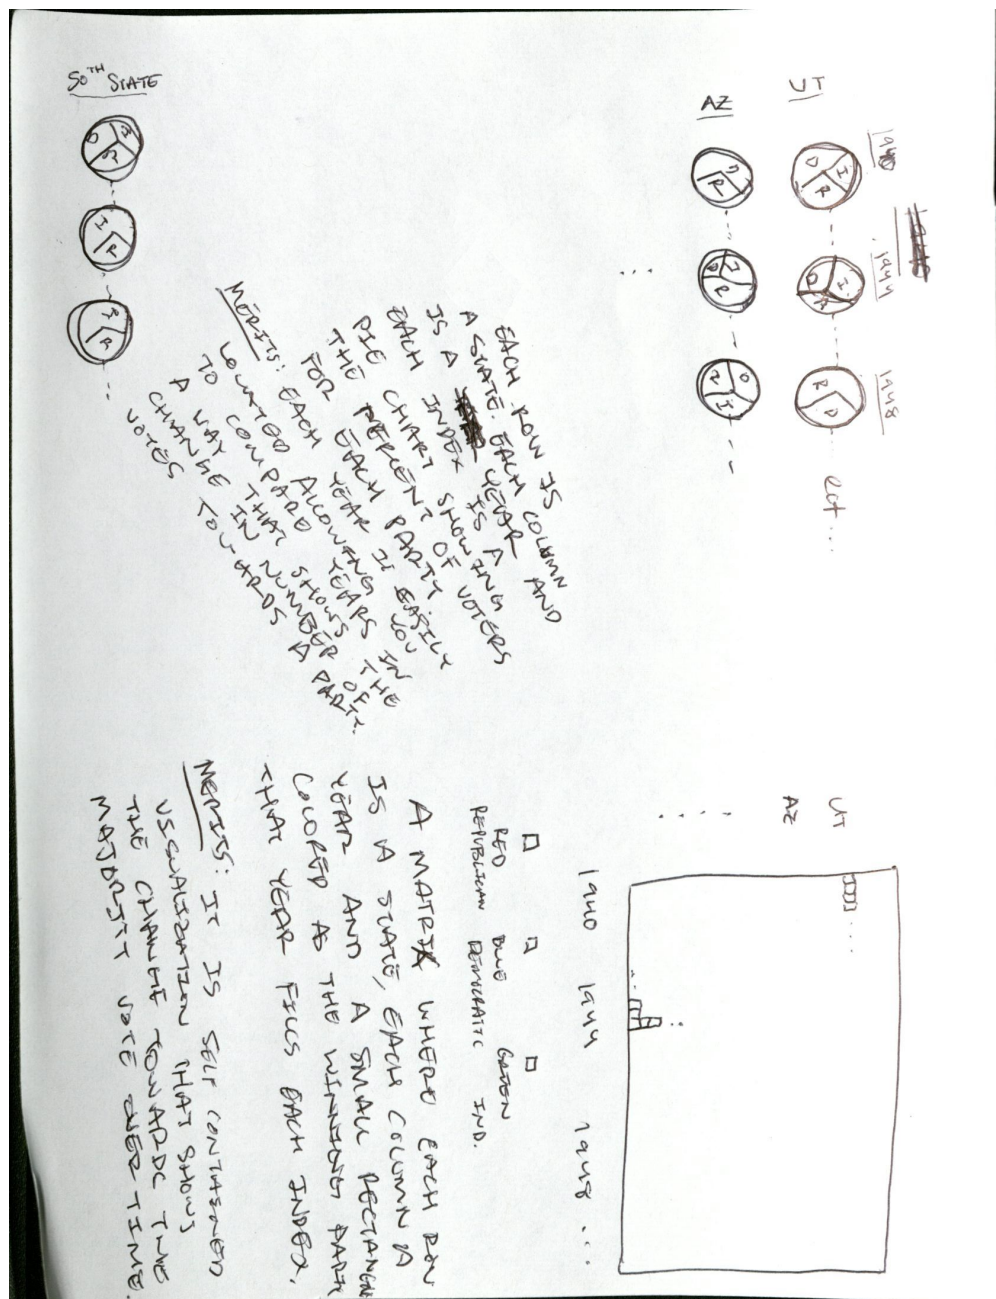 1940
1944
1948
UT
I
D
R
I
D
R
R
D
ect...
AZ
D
R
I
D
R
D
R
I
...
50TH STATE
R
D
I
R
R
EACH ROW IS
A STATE. EACH COLUMN
IS A YEAR AND
EACH INDEX IS A
PIE CHART SHOWING
THE PERCENT OF VOTERS
FOR EACH PARTY.
MERITS: EACH YEAR IS EASILY
LOCATED ALLOWING YOU
TO COMPARE YEARS IN
A WAY THAT SHOWS THE
CHANGE IN NUMBER OF
VOTES TOWARDS A PARTY.
UT
AZ
....
1940 1944 1948 ...
RED BLUE GREEN
REPUBLICAN DEMOCRATIC IND.
A MATRIX WHERE EACH ROW
IS A STATE, EACH COLUMN A
YEAR AND A SMALL RECTANGLE
COLORED AS THE WINNING PARTY
THAT YEAR FILLS EACH INDEX.
MERITS: IT IS SELF CONTAINED
VISUALIZATION THAT SHOWS
THE CHANGE TOWARDS THE
MAJORITY VOTE OVER TIME.